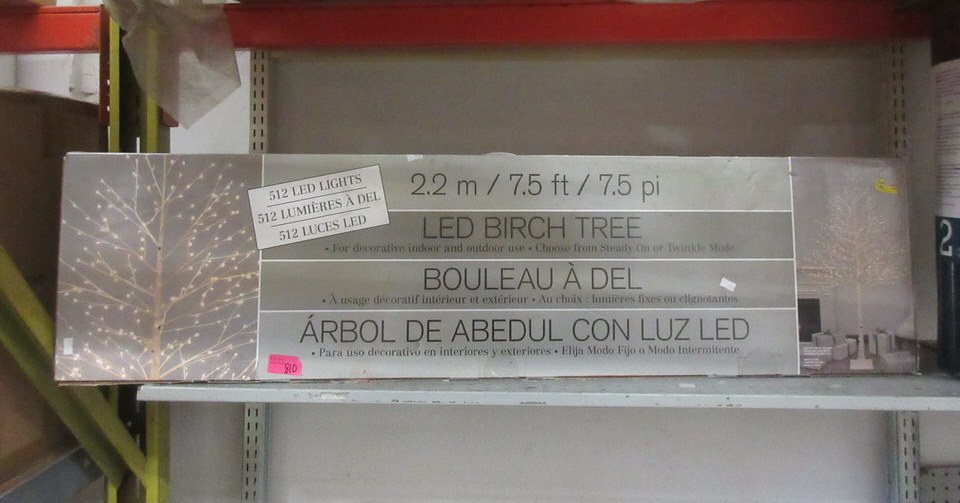 512 LED LIGHTS
512 LUMIÈRES À DEL
512 LUCES LED
2.2 m / 7.5 ft / 7.5 pi
LED BIRCH TREE
• For decorative indoor and outdoor use • Choose from Steady On or Twinkle Mode
BOULEAU À DEL
• À usage décoratif intérieur et extérieur • Au choix : lumières fixes ou clignotantes
ÁRBOL DE ABEDUL CON LUZ LED
• Para uso decorativo en interiores y exteriores • Elija Modo Fijo o Modo Intermitente
810
2